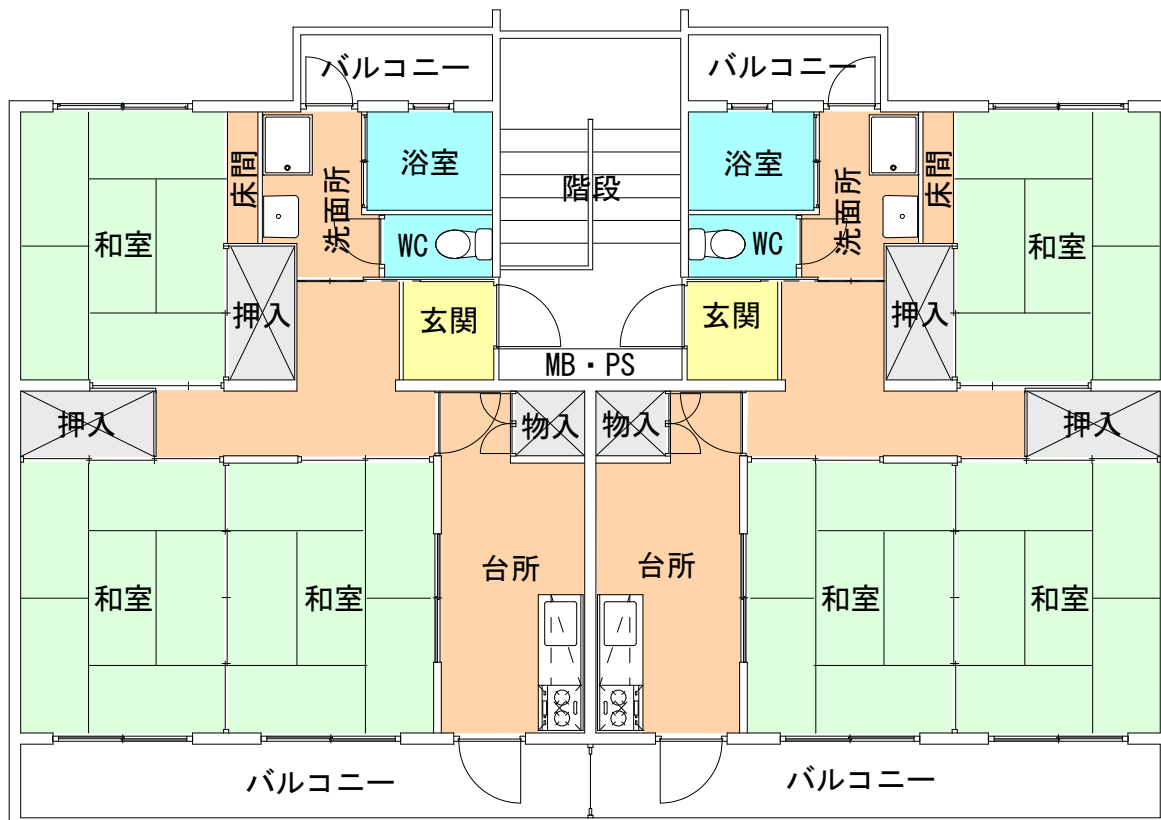 バルコニー
バルコニー
床間
浴室
階段
浴室
床間
洗面所
洗面所
和室
WC
WC
和室
押入
玄関
玄関
押入
MB・PS
押入
物入
物入
押入
台所
台所
和室
和室
和室
和室
バルコニー
バルコニー